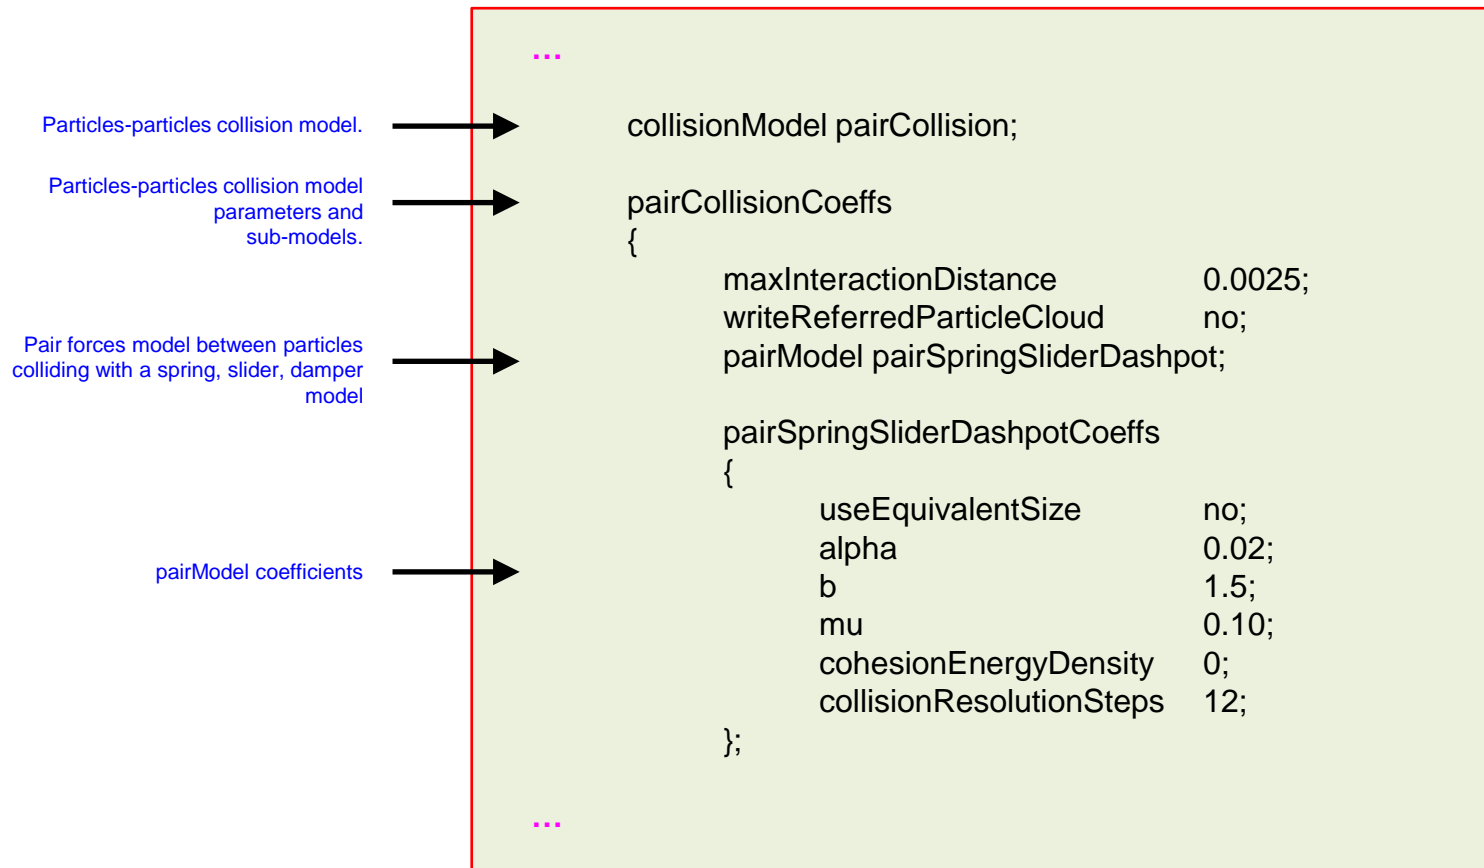 ...
Particles-particles collision model.
collisionModel pairCollision;
Particles-particles collision model
parameters and
sub-models.
pairCollisionCoeffs
{
maxInteractionDistance 0.0025;
writeReferredParticleCloud no;
Pair forces model between particles
colliding with a spring, slider, damper
model
pairModel pairSpringSliderDashpot;
pairSpringSliderDashpotCoeffs
{
useEquivalentSize no;
alpha 0.02;
pairModel coefficients
b 1.5;
mu 0.10;
cohesionEnergyDensity 0;
collisionResolutionSteps 12;
};
...